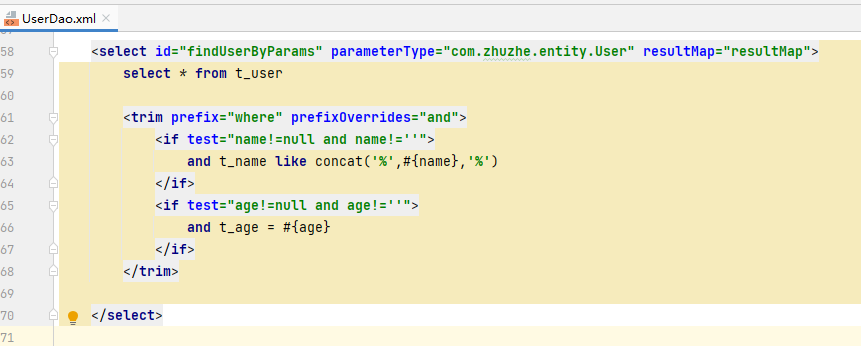 UserDao.xml
58 <select id="findUserByParams" parameterType="com.zhuzhe.entity.User" resultMap="resultMap">
59 select * from t_user
60
61 <trim prefix="where" prefixOverrides="and">
62 <if test="name!=null and name!=''">
63 and t_name like concat('%',#{name},'%')
64 </if>
65 <if test="age!=null and age!=''">
66 and t_age = #{age}
67 </if>
68 </trim>
69
70 </select>
71